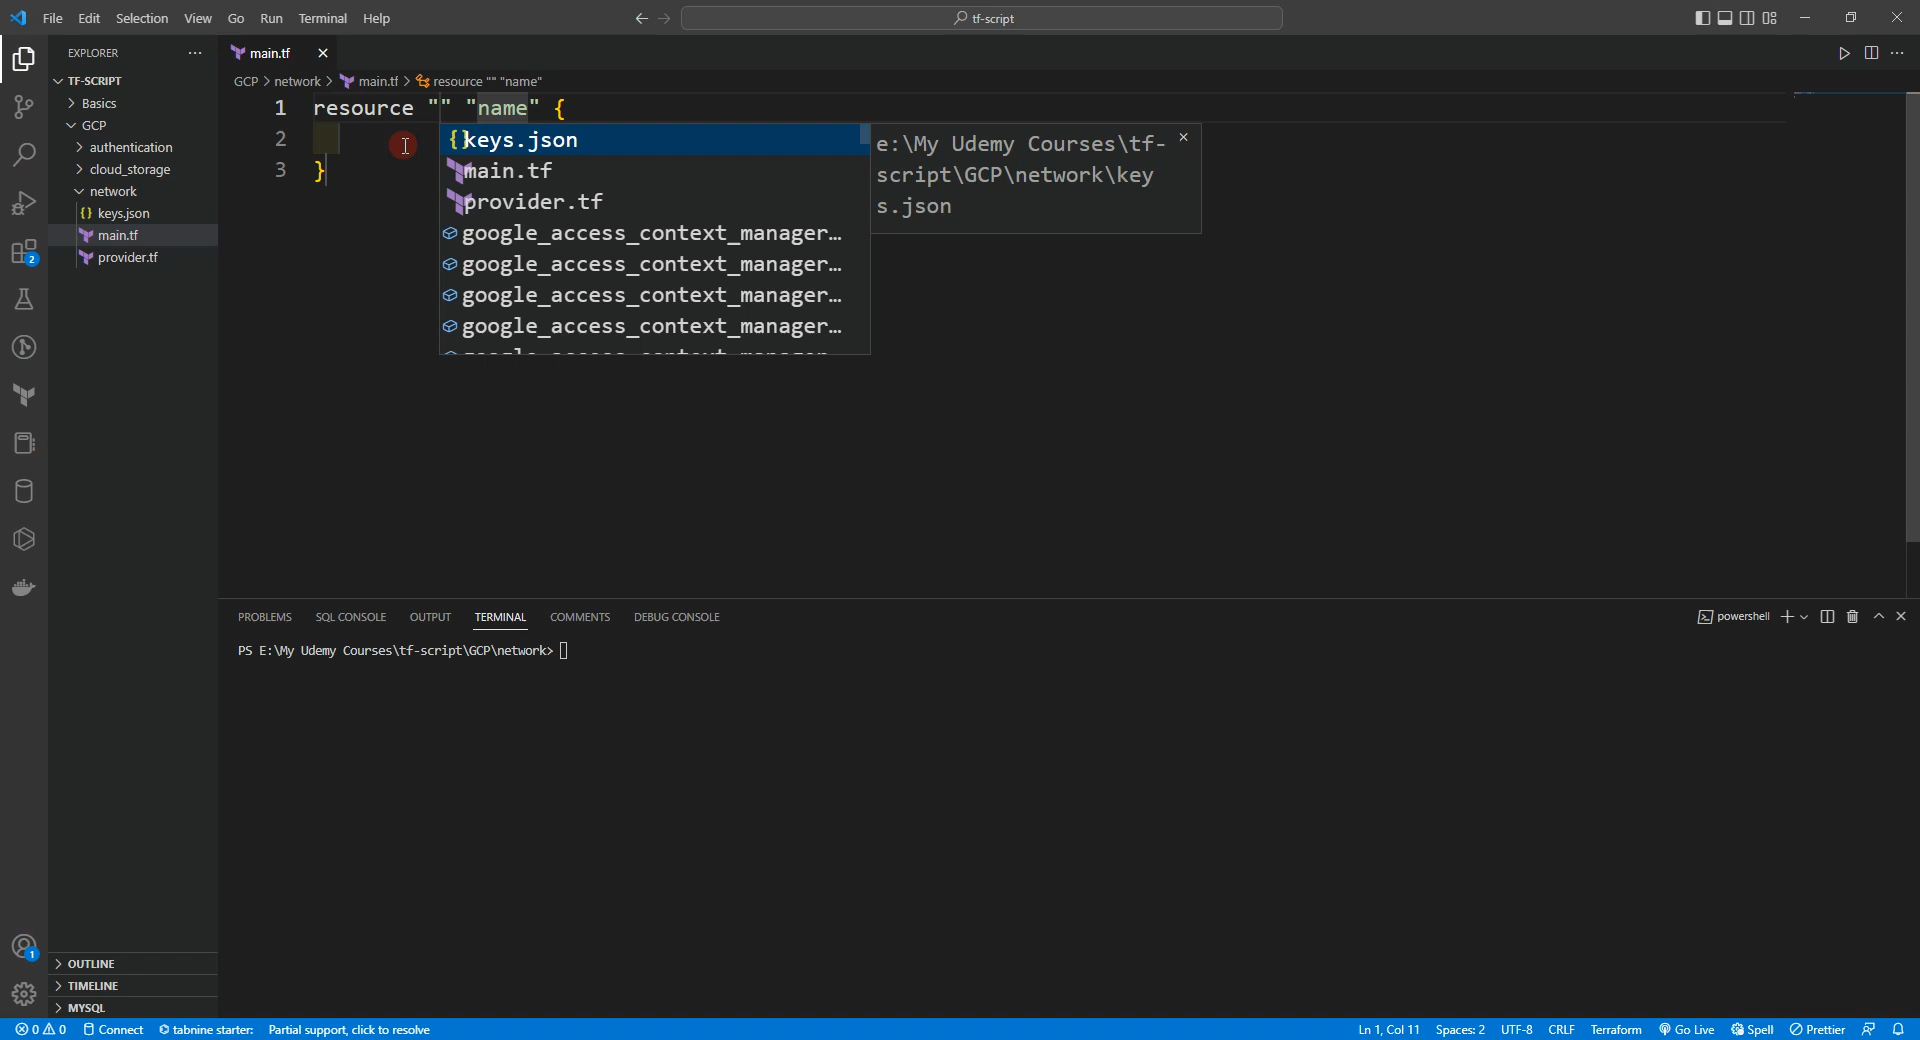 File Edit Selection View Go Run Terminal Help
tf-script
EXPLORER
TF-SCRIPT
Basics
GCP
authentication
cloud_storage
network
keys.json
main.tf
provider.tf
OUTLINE
TIMELINE
MYSQL
main.tf
GCP > network > main.tf > resource "" "name"
1 resource "" "name" {
2
3 }
keys.json
main.tf
provider.tf
google_access_context_manager…
google_access_context_manager…
google_access_context_manager…
google_access_context_manager…
e:\My Udemy Courses\tf-
script\GCP\network\key
s.json
PROBLEMS SQL CONSOLE OUTPUT TERMINAL COMMENTS DEBUG CONSOLE
powershell
PS E:\My Udemy Courses\tf-script\GCP\network>
2
1
0 0 Connect tabnine starter: Partial support, click to resolve
Ln 1, Col 11 Spaces: 2 UTF-8 CRLF Terraform Go Live Spell Prettier